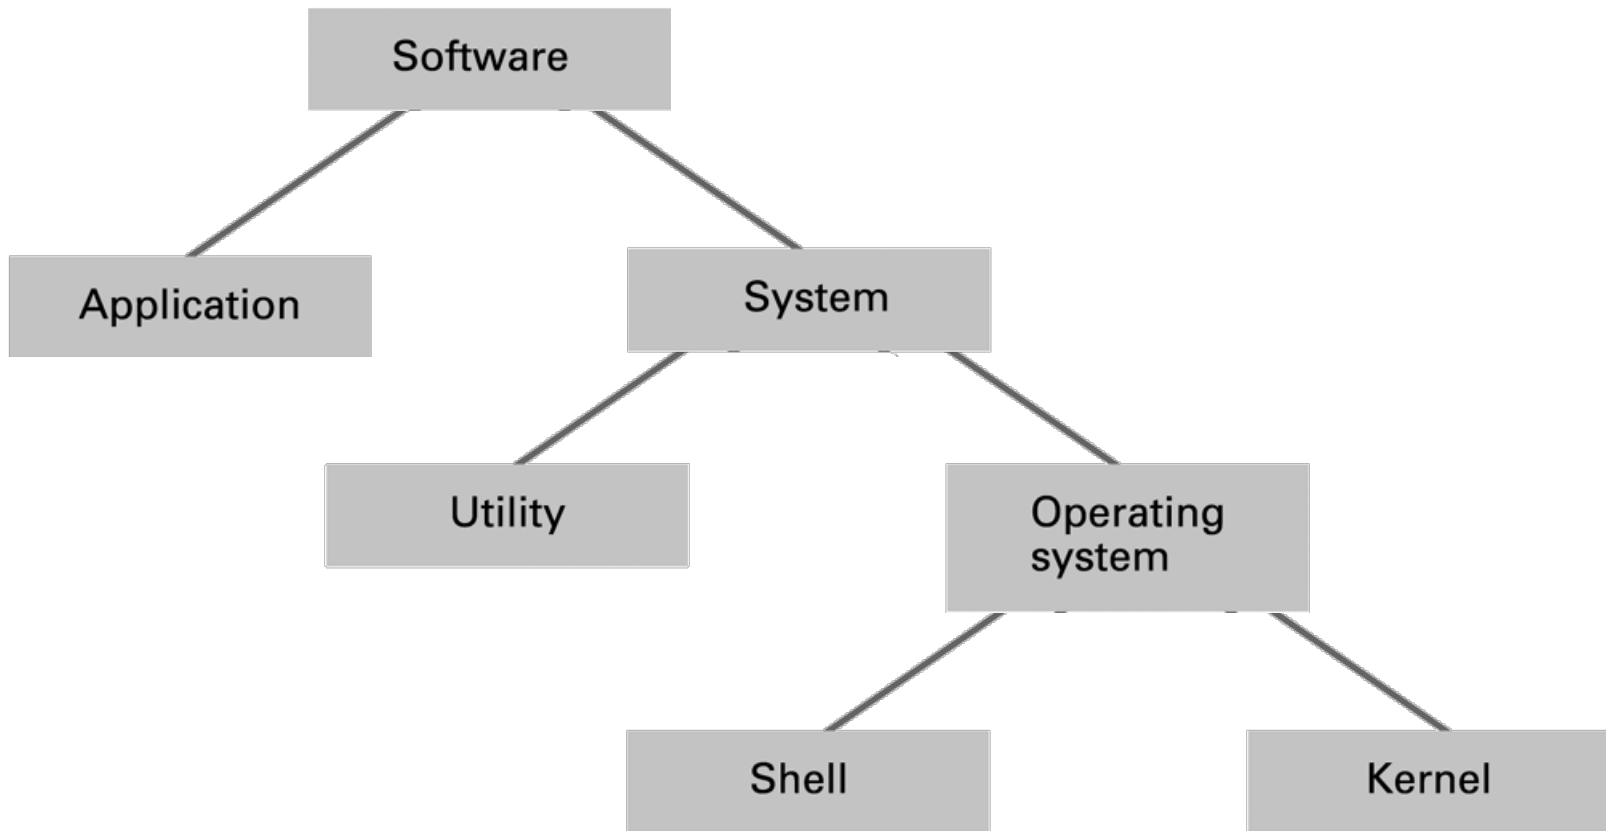 Software
Application
System
Utility
Operating
system
Shell
Kernel